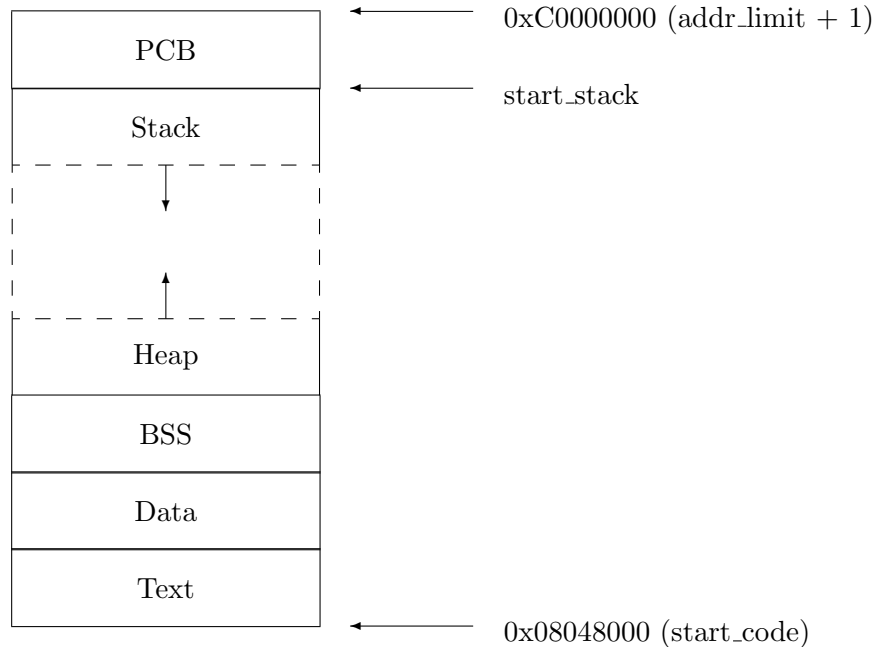 0xC0000000 (addr_limit + 1)
PCB
start_stack
Stack
Heap
BSS
Data
Text
0x08048000 (start_code)